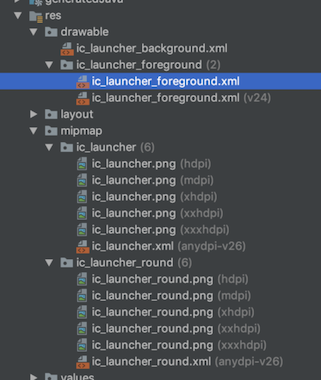 generatedJava
res
drawable
ic_launcher_background.xml
ic_launcher_foreground (2)
ic_launcher_foreground.xml
ic_launcher_foreground.xml (v24)
layout
mipmap
ic_launcher (6)
ic_launcher.png (hdpi)
ic_launcher.png (mdpi)
ic_launcher.png (xhdpi)
ic_launcher.png (xxhdpi)
ic_launcher.png (xxxhdpi)
ic_launcher.xml (anydpi-v26)
ic_launcher_round (6)
ic_launcher_round.png (hdpi)
ic_launcher_round.png (mdpi)
ic_launcher_round.png (xhdpi)
ic_launcher_round.png (xxhdpi)
ic_launcher_round.png (xxxhdpi)
ic_launcher_round.xml (anydpi-v26)
values